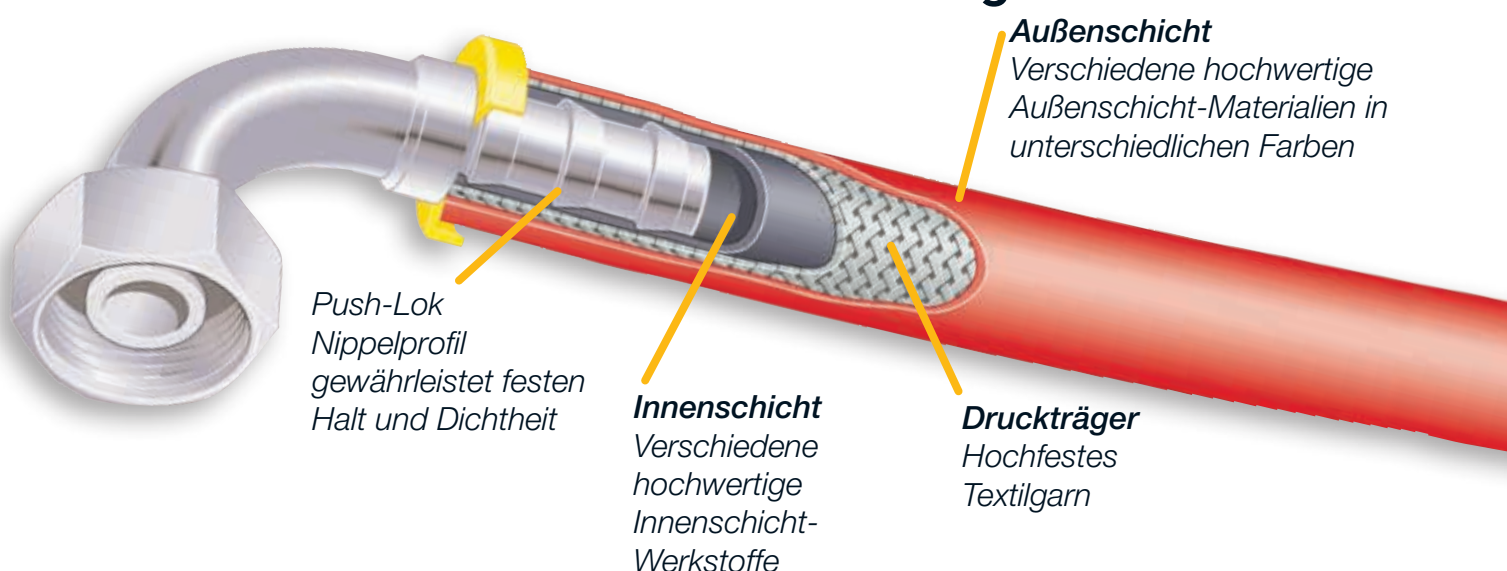 Außenschicht
Verschiedene hochwertige
Außenschicht-Materialien in
unterschiedlichen Farben
Push-Lok
Nippelprofil
gewährleistet festen
Halt und Dichtheit
Innenschicht
Verschiedene
hochwertige
Innenschicht-
Werkstoffe
Druckträger
Hochfestes
Textilgarn